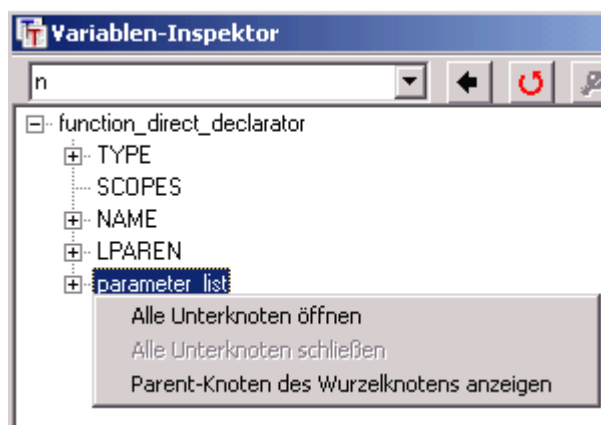 Variablen-Inspektor
n
function_direct_declarator
TYPE
SCOPES
NAME
LPAREN
parameter_list
Alle Unterknoten öffnen
Alle Unterknoten schließen
Parent-Knoten des Wurzelknotens anzeigen